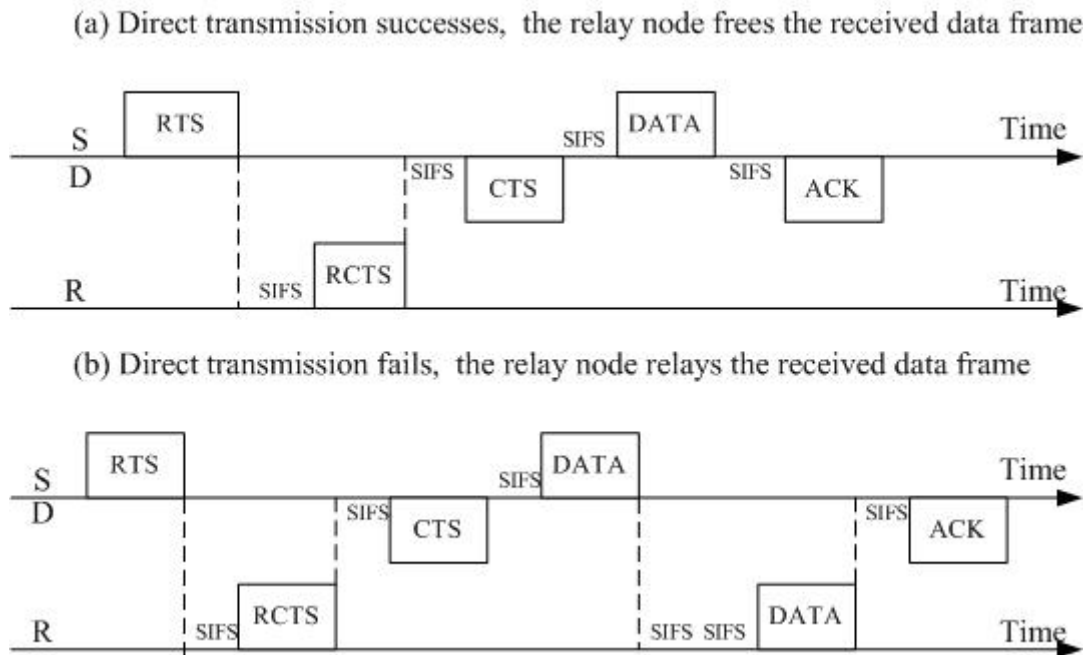 (a) Direct transmission successes, the relay node frees the received data frame
RTS
DATA
S
SIFS
Time
D
SIFS
CTS
SIFS
ACK
RCTS
R
SIFS
Time
(b) Direct transmission fails, the relay node relays the received data frame
RTS
DATA
S
SIFS
Time
D
SIFS
CTS
SIFS
ACK
RCTS
DATA
R
SIFS
SIFS SIFS
Time